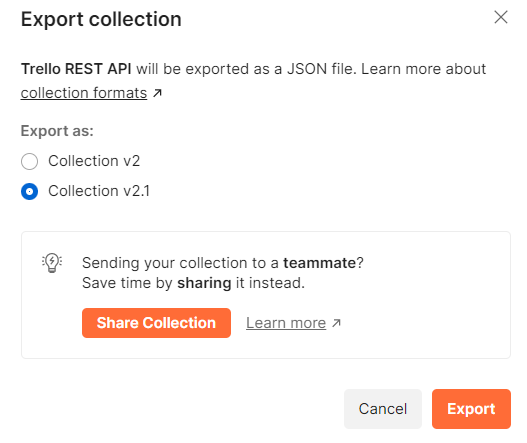 Export collection
Trello REST API will be exported as a JSON file. Learn more about
collection formats ↗
Export as:
Collection v2
Collection v2.1
Sending your collection to a teammate?
Save time by sharing it instead.
Share Collection Learn more ↗
Cancel Export